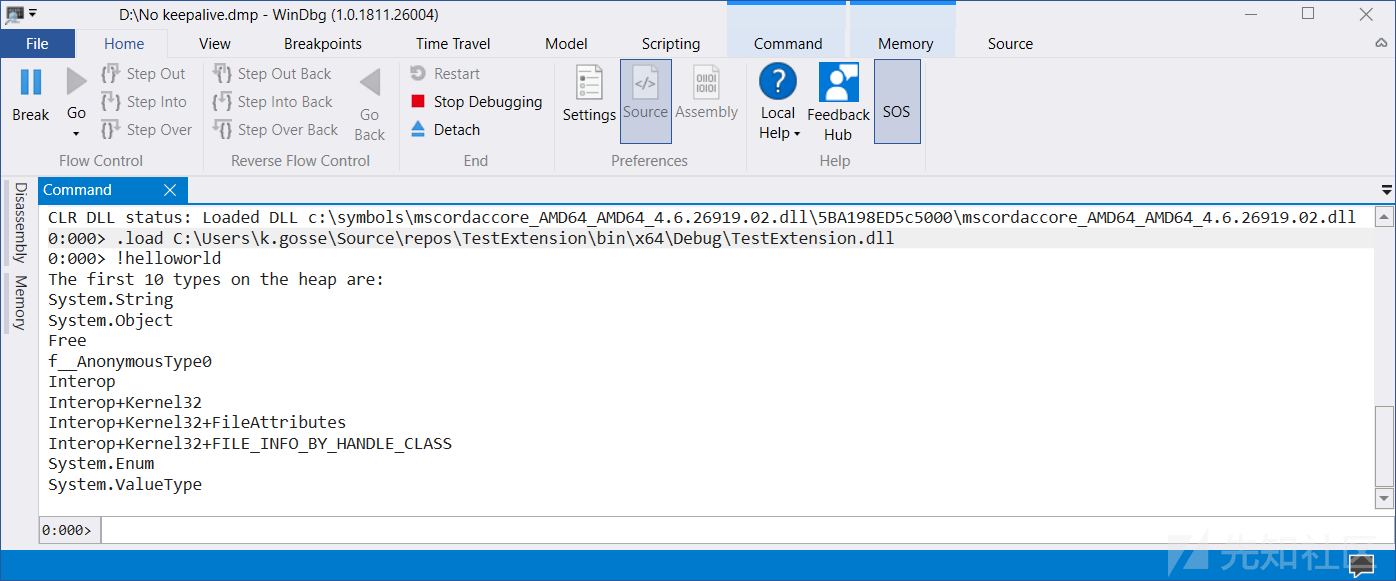 D:\No keepalive.dmp - WinDbg (1.0.1811.26004)
File Home View Breakpoints Time Travel Model Scripting Command Memory Source
Break
Go
Step Out
Step Into
Step Over
Flow Control
Step Out Back
Step Into Back
Step Over Back
Go Back
Reverse Flow Control
Restart
Stop Debugging
Detach
End
Settings
Source
Assembly
Preferences
Local Help
Feedback Hub
Help
SOS
Disassembly
Memory
Command
CLR DLL status: Loaded DLL c:\symbols\mscordaccore_AMD64_AMD64_4.6.26919.02.dll\5BA198ED5c5000\mscordaccore_AMD64_AMD64_4.6.26919.02.dll
0:000> .load C:\Users\k.gosse\Source\repos\TestExtension\bin\x64\Debug\TestExtension.dll
0:000> !helloworld
The first 10 types on the heap are:
System.String
System.Object
Free
f__AnonymousType0
Interop
Interop+Kernel32
Interop+Kernel32+FileAttributes
Interop+Kernel32+FILE_INFO_BY_HANDLE_CLASS
System.Enum
System.ValueType
0:000>
先知社区